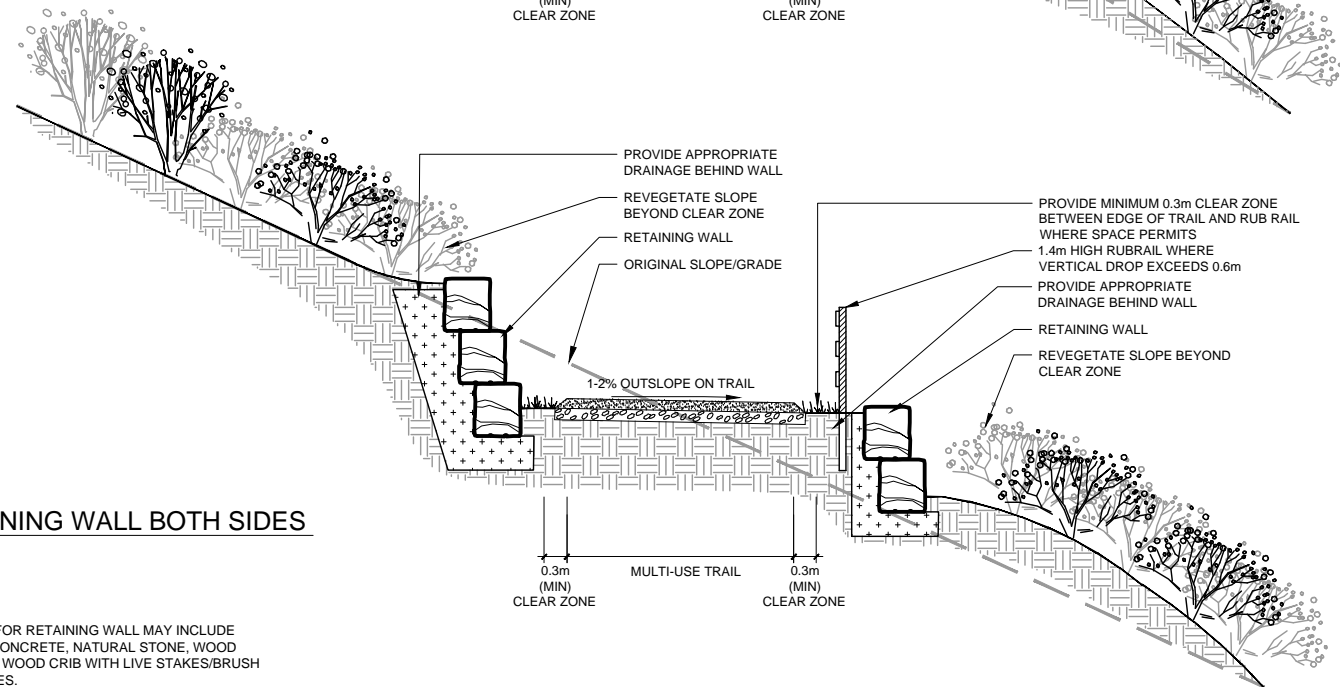 (MIN)
CLEAR ZONE
(MIN)
CLEAR ZONE
PROVIDE APPROPRIATE
DRAINAGE BEHIND WALL
REVEGETATE SLOPE
BEYOND CLEAR ZONE
RETAINING WALL
ORIGINAL SLOPE/GRADE
PROVIDE MINIMUM 0.3m CLEAR ZONE
BETWEEN EDGE OF TRAIL AND RUB RAIL
WHERE SPACE PERMITS
1.4m HIGH RUBRAIL WHERE
VERTICAL DROP EXCEEDS 0.6m
PROVIDE APPROPRIATE
DRAINAGE BEHIND WALL
RETAINING WALL
REVEGETATE SLOPE BEYOND
CLEAR ZONE
1-2% OUTSLOPE ON TRAIL
NING WALL BOTH SIDES
0.3m
(MIN)
CLEAR ZONE
MULTI-USE TRAIL
0.3m
(MIN)
CLEAR ZONE
FOR RETAINING WALL MAY INCLUDE
ONCRETE, NATURAL STONE, WOOD
WOOD CRIB WITH LIVE STAKES/BRUSH
ES.